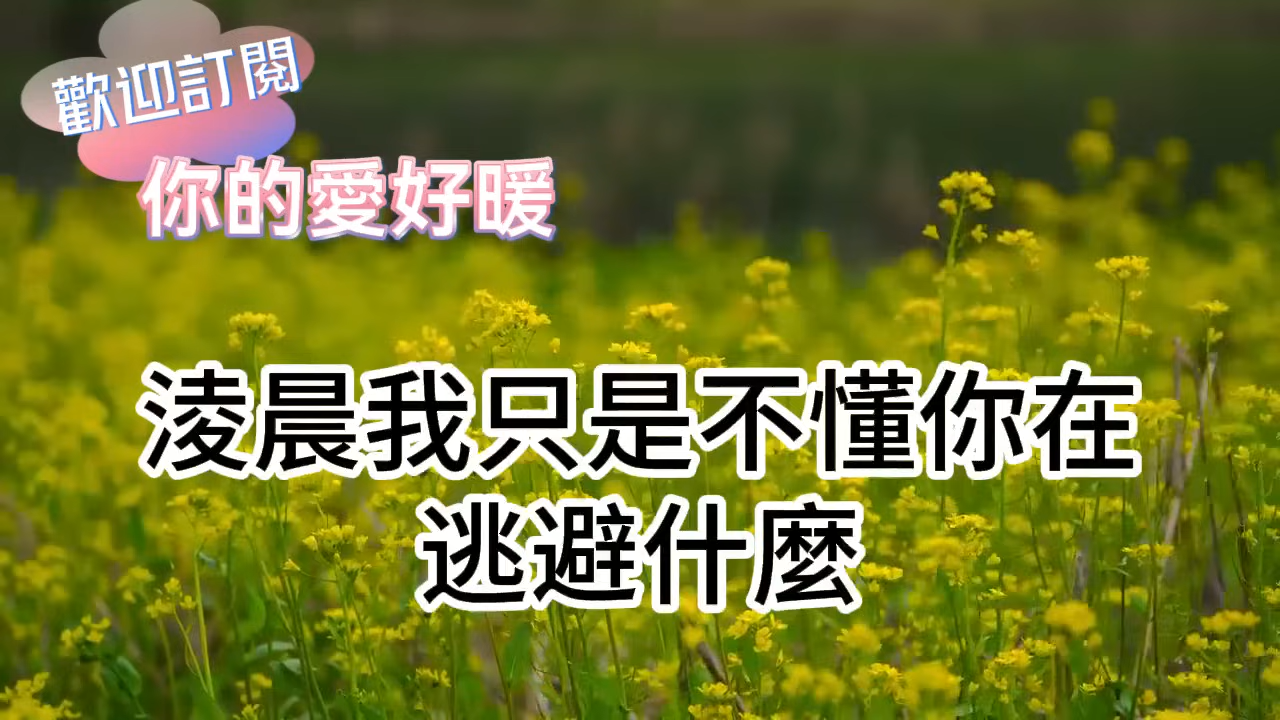 歡迎訂閱
你的愛好暖
淩晨我只是不懂你在
逃避什麼